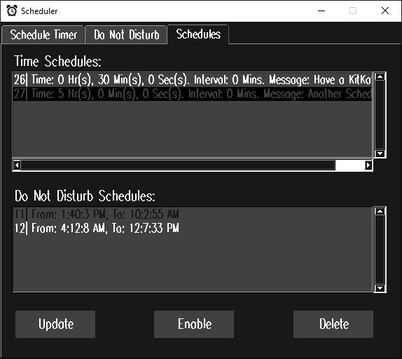 Scheduler
Schedule Timer Do Not Disturb Schedules
Time Schedules:
26| Time: 0 Hr(s), 30 Min(s), 0 Sec(s). Interval: 0 Mins. Message: Have a KitKa
27| Time: 5 Hr(s), 0 Min(s), 0 Sec(s). Interval: 0 Mins. Message: Another Sched
Do Not Disturb Schedules:
11| From: 1:40:3 PM, To: 10:2:55 AM
12| From: 4:12:8 AM, To: 12:7:33 PM
Update Enable Delete